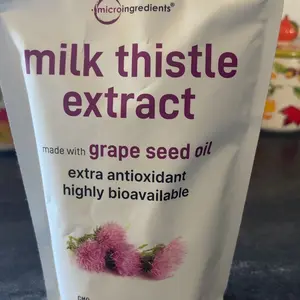 microingredients®
milk thistle
extract
made with grape seed oil
extra antioxidant
highly bioavailable